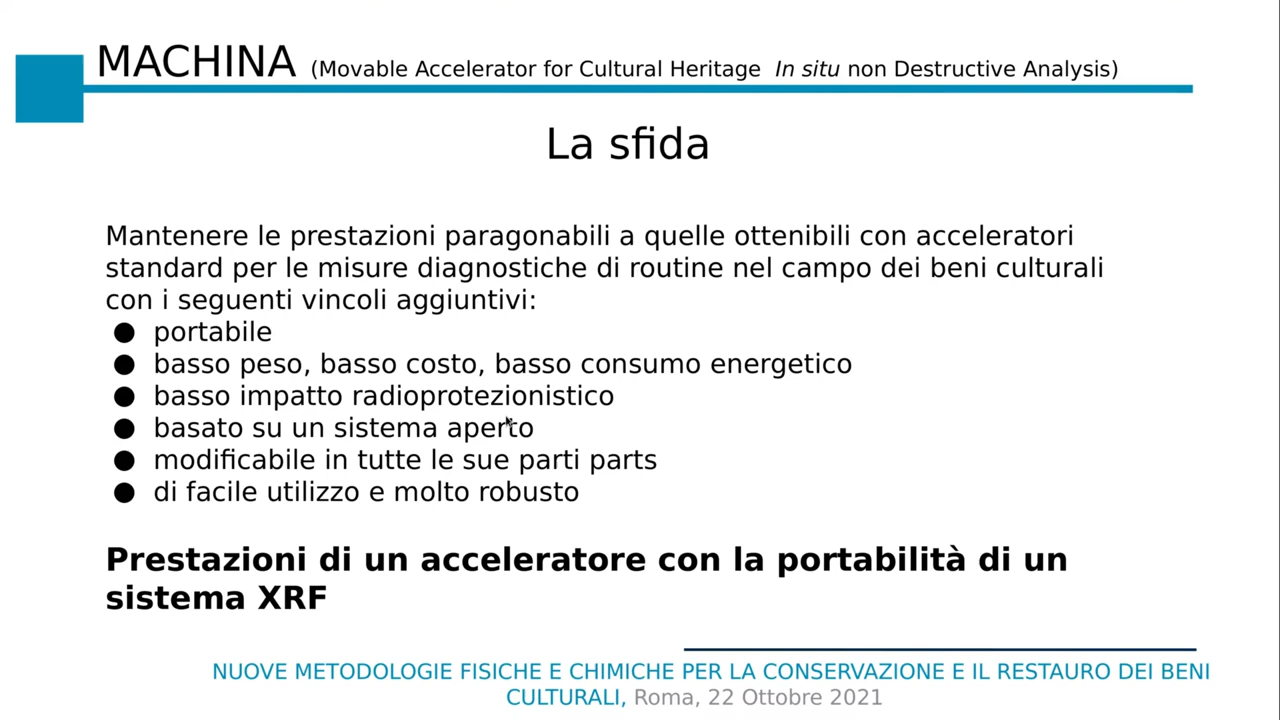 MACHINA (Movable Accelerator for Cultural Heritage In situ non Destructive Analysis)
La sfida
Mantenere le prestazioni paragonabili a quelle ottenibili con acceleratori
standard per le misure diagnostiche di routine nel campo dei beni culturali
con i seguenti vincoli aggiuntivi:
● portabile
● basso peso, basso costo, basso consumo energetico
● basso impatto radioprotezionistico
● basato su un sistema aperto
● modificabile in tutte le sue parti parts
● di facile utilizzo e molto robusto
Prestazioni di un acceleratore con la portabilità di un
sistema XRF
NUOVE METODOLOGIE FISICHE E CHIMICHE PER LA CONSERVAZIONE E IL RESTAURO DEI BENI
CULTURALI, Roma, 22 Ottobre 2021